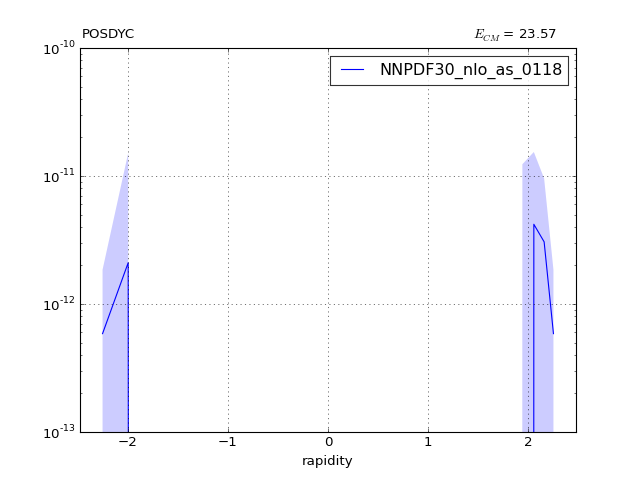 POSDYC
E_CM = 23.57
10^-10
NNPDF30_nlo_as_0118
10^-11
10^-12
10^-13
−2 −1 0 1 2
rapidity